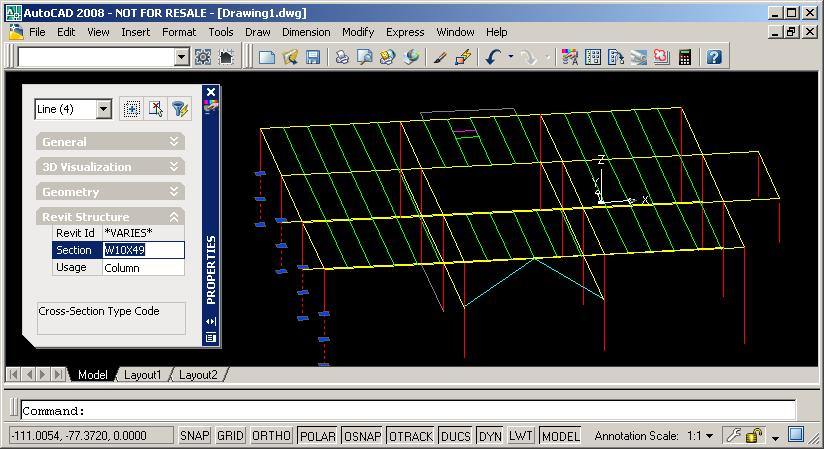 AutoCAD 2008 - NOT FOR RESALE - [Drawing1.dwg]
File Edit View Insert Format Tools Draw Dimension Modify Express Window Help
Line (4)
General
3D Visualization
Geometry
Revit Structure
Revit Id *VARIES*
Section W10X49
Usage Column
Cross-Section Type Code
PROPERTIES
Z
Y
X
Model Layout1 Layout2
Command:
-111.0054, -77.3720, 0.0000 SNAP GRID ORTHO POLAR OSNAP OTRACK DUCS DYN LWT MODEL Annotation Scale: 1:1